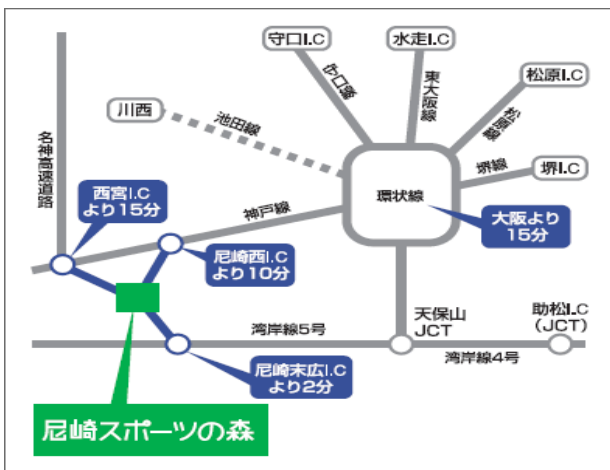 守口I.C
水走I.C
松原I.C
川西
守口線
東大阪線
松原線
池田線
堺線
堺I.C
名神高速道路
西宮I.C
より15分
神戸線
環状線
大阪より
15分
尼崎西I.C
より10分
天保山
JCT
助松I.C
(JCT)
湾岸線5号
湾岸線4号
尼崎末広I.C
より2分
尼崎スポーツの森